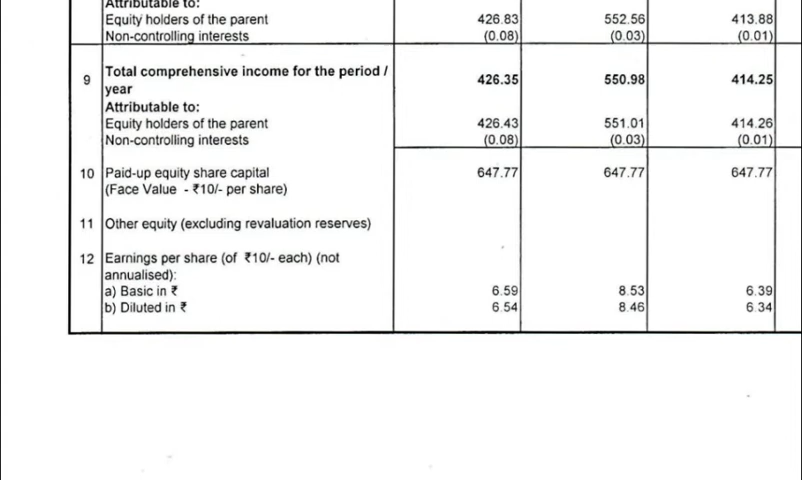 Attributable to:
Equity holders of the parent 426.83 552.56 413.88
Non-controlling interests (0.08) (0.03) (0.01)
9 Total comprehensive income for the period / year 426.35 550.98 414.25
Attributable to:
Equity holders of the parent 426.43 551.01 414.26
Non-controlling interests (0.08) (0.03) (0.01)
10 Paid-up equity share capital 647.77 647.77 647.77
(Face Value - ₹10/- per share)
11 Other equity (excluding revaluation reserves)
12 Earnings per share (of ₹10/- each) (not
annualised):
a) Basic in ₹ 6.59 8.53 6.39
b) Diluted in ₹ 6.54 8.46 6.34